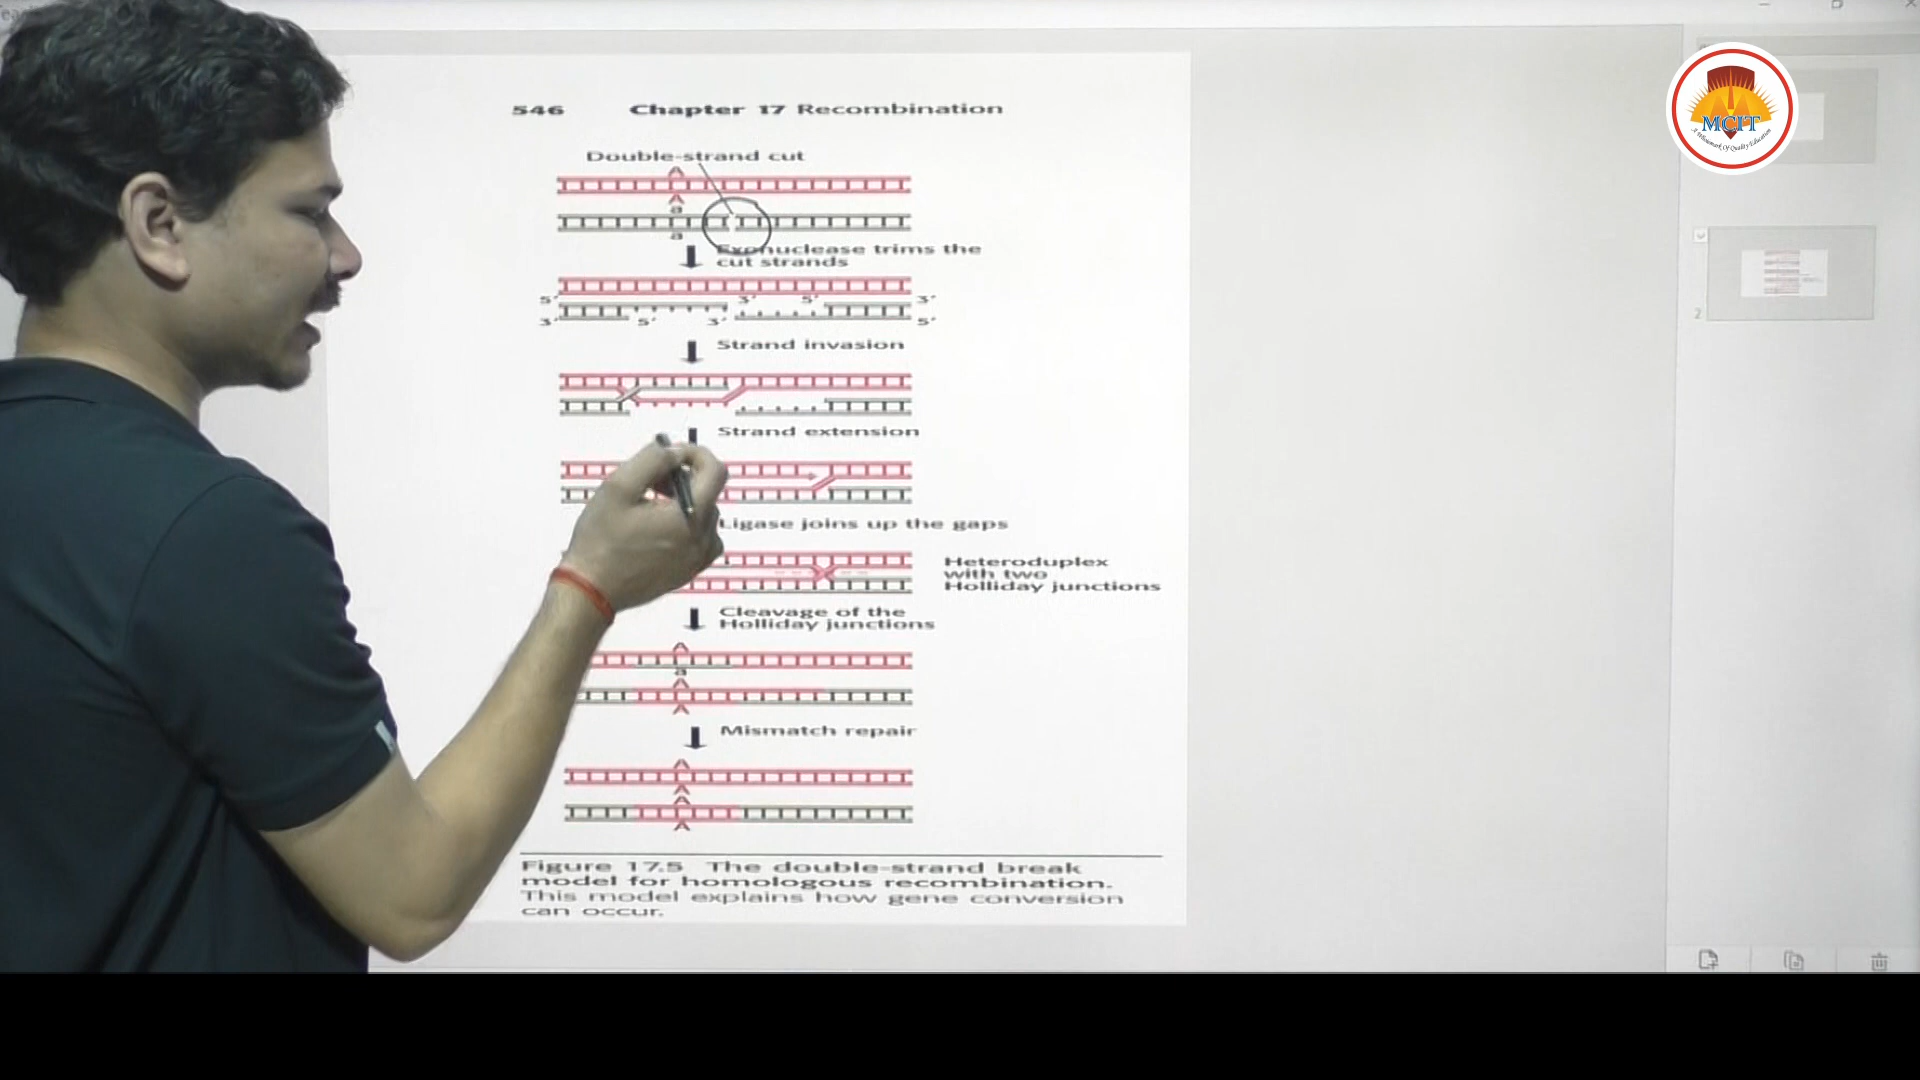 546 Chapter 17 Recombination
Double-strand cut
A
A
a
a
Exonuclease trims the
cut strands
5′ 3′ 5′ 3′
3′ 5′ 3′ 5′
Strand invasion
Strand extension
Ligase joins up the gaps
Heteroduplex
with two
Holliday junctions
Cleavage of the
Holliday junctions
A
a
A
A
Mismatch repair
A
A
A
A
Figure 17.5 The double-strand break
model for homologous recombination.
This model explains how gene conversion
can occur.
MCIT
2